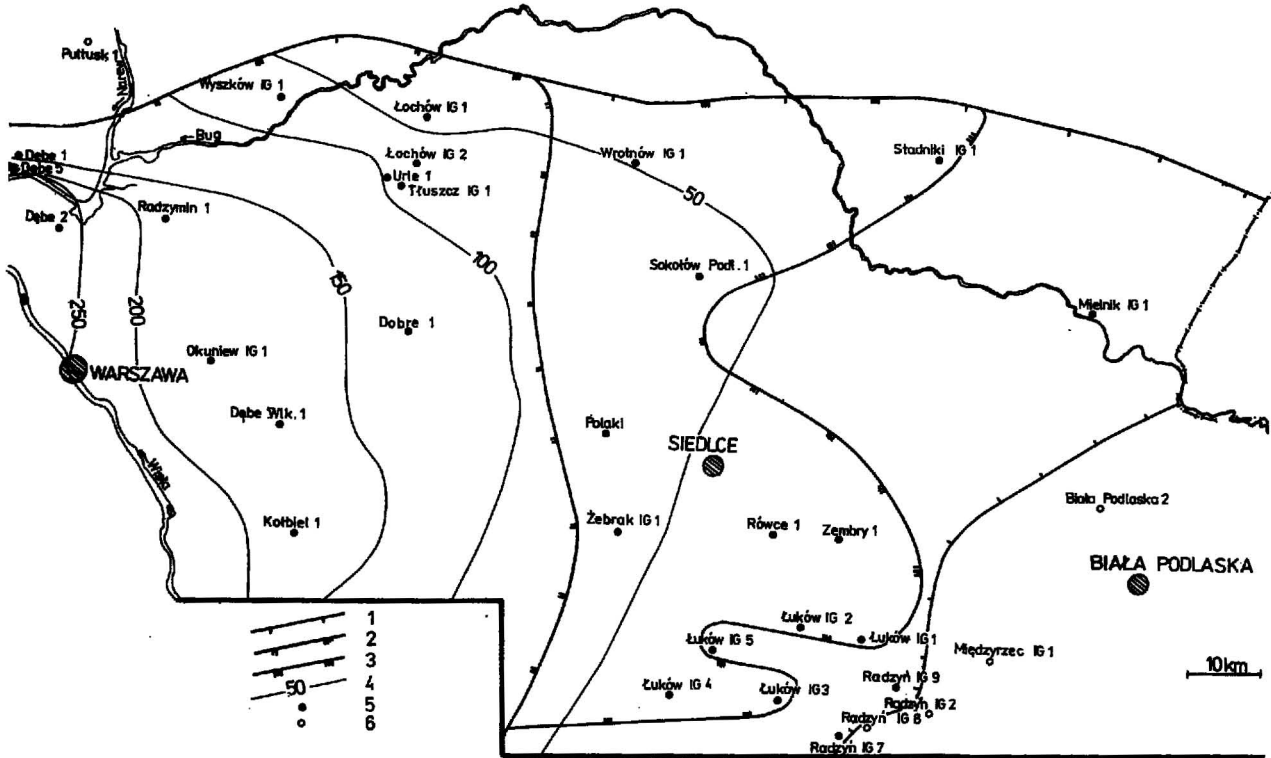 Pułtusk 1
Narew
Wyszków IG 1
Łochów IG 1
Bug
Dębe 1
Dębe 5
Łochów IG 2
Wrotnów IG 1
50
Stadniki IG 1
Urle 1
Tłuszcz IG 1
Radzymin 1
Dębe 2
100
150
Sokołów Podl. 1
250
200
Mielnik IG 1
Dobre 1
Okuniew IG 1
WARSZAWA
Dębe Wlk. 1
Polaki
SIEDLCE
Wisła
Biała Podlaska 2
Kołbiel 1
Żebrak IG 1
Rówce 1
Zembry 1
BIAŁA PODLASKA
1
2
3
50 4
5
6
Łuków IG 2
Łuków IG 5
Łuków IG 1
Międzyrzec IG 1
10 km
Łuków IG 4
Łuków IG 3
Radzyń IG 9
Radzyń IG 2
Radzyń IG 8
Radzyń IG 7